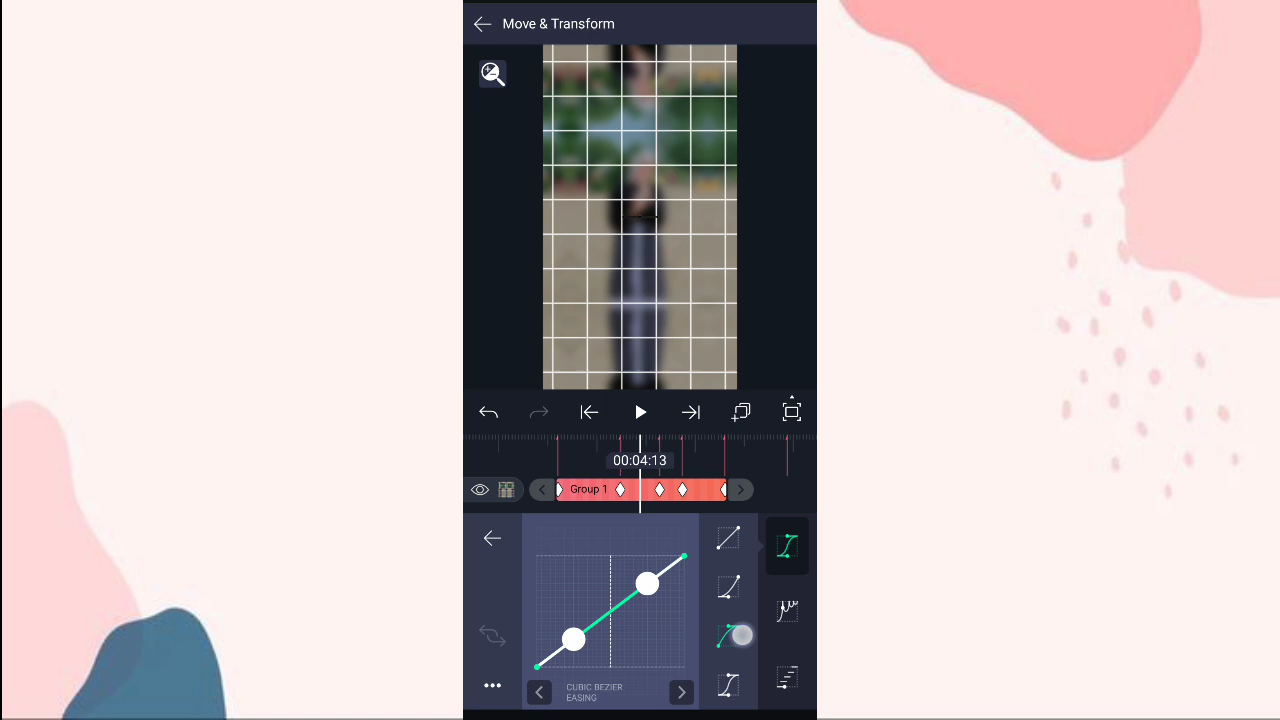 Move & Transform
00:04:13
Group 1
CUBIC BEZIER
EASING